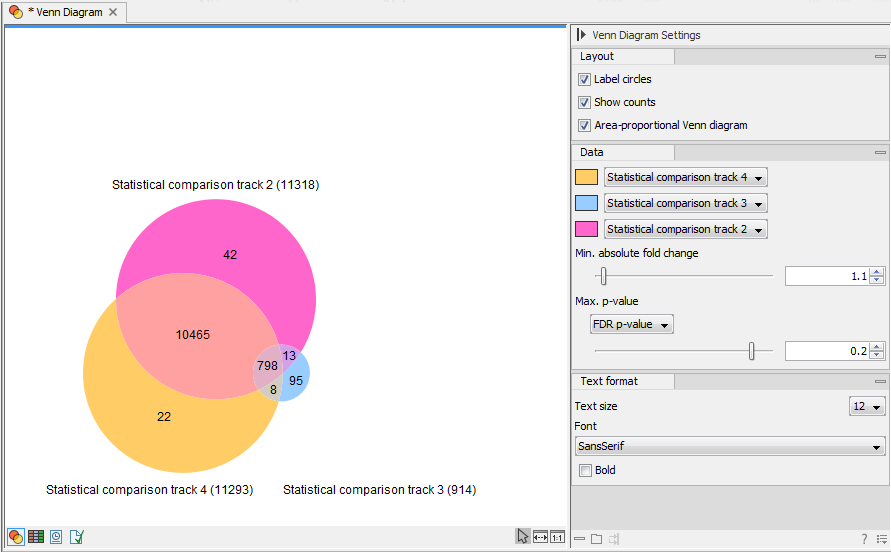 * Venn Diagram
Venn Diagram Settings
Layout
Label circles
Show counts
Area-proportional Venn diagram
Data
Statistical comparison track 4
Statistical comparison track 3
Statistical comparison track 2
Min. absolute fold change
1.1
Max. p-value
FDR p-value
0.2
Text format
Text size
12
Font
SansSerif
Bold
Statistical comparison track 2 (11318)
42
10465
13
798
95
8
22
Statistical comparison track 4 (11293)
Statistical comparison track 3 (914)
1:1
?